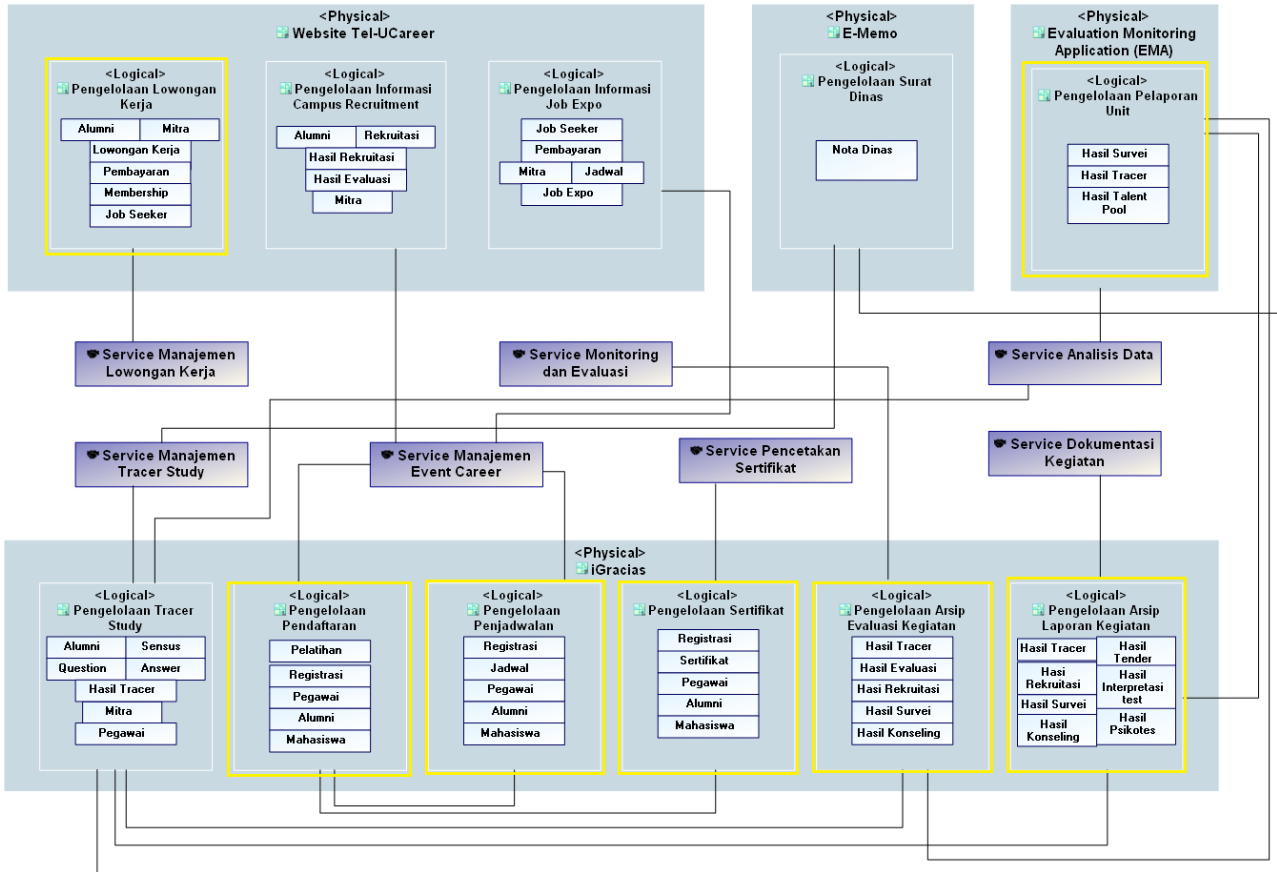 <Physical>
Website Tel-UCareer
<Logical>
Pengelolaan Lowongan
Kerja
Alumni
Mitra
Lowongan Kerja
Pembayaran
Membership
Job Seeker
<Logical>
Pengelolaan Informasi
Campus Recruitment
Alumni
Rekruitasi
Hasil Rekruitasi
Hasil Evaluasi
Mitra
<Logical>
Pengelolaan Informasi
Job Expo
Job Seeker
Pembayaran
Mitra
Jadwal
Job Expo
<Physical>
E-Memo
<Logical>
Pengelolaan Surat
Dinas
Nota Dinas
<Physical>
Evaluation Monitoring
Application (EMA)
<Logical>
Pengelolaan Pelaporan
Unit
Hasil Survei
Hasil Tracer
Hasil Talent
Pool
Service Manajemen
Lowongan Kerja
Service Monitoring
dan Evaluasi
Service Analisis Data
Service Manajemen
Tracer Study
Service Manajemen
Event Career
Service Pencetakan
Sertifikat
Service Dokumentasi
Kegiatan
<Physical>
iGracias
<Logical>
Pengelolaan Tracer
Study
Alumni
Sensus
Question
Answer
Hasil Tracer
Mitra
Pegawai
<Logical>
Pengelolaan
Pendaftaran
Pelatihan
Registrasi
Pegawai
Alumni
Mahasiswa
<Logical>
Pengelolaan
Penjadwalan
Registrasi
Jadwal
Pegawai
Alumni
Mahasiswa
<Logical>
Pengelolaan Sertifikat
Registrasi
Sertifikat
Pegawai
Alumni
Mahasiswa
<Logical>
Pengelolaan Arsip
Evaluasi Kegiatan
Hasil Tracer
Hasil Evaluasi
Hasi Rekruitasi
Hasil Survei
Hasil Konseling
<Logical>
Pengelolaan Arsip
Laporan Kegiatan
Hasil Tracer
Hasi
Rekruitasi
Hasil Survei
Hasil
Konseling
Hasil
Tender
Hasil
Interpretasi
test
Hasil
Psikotes